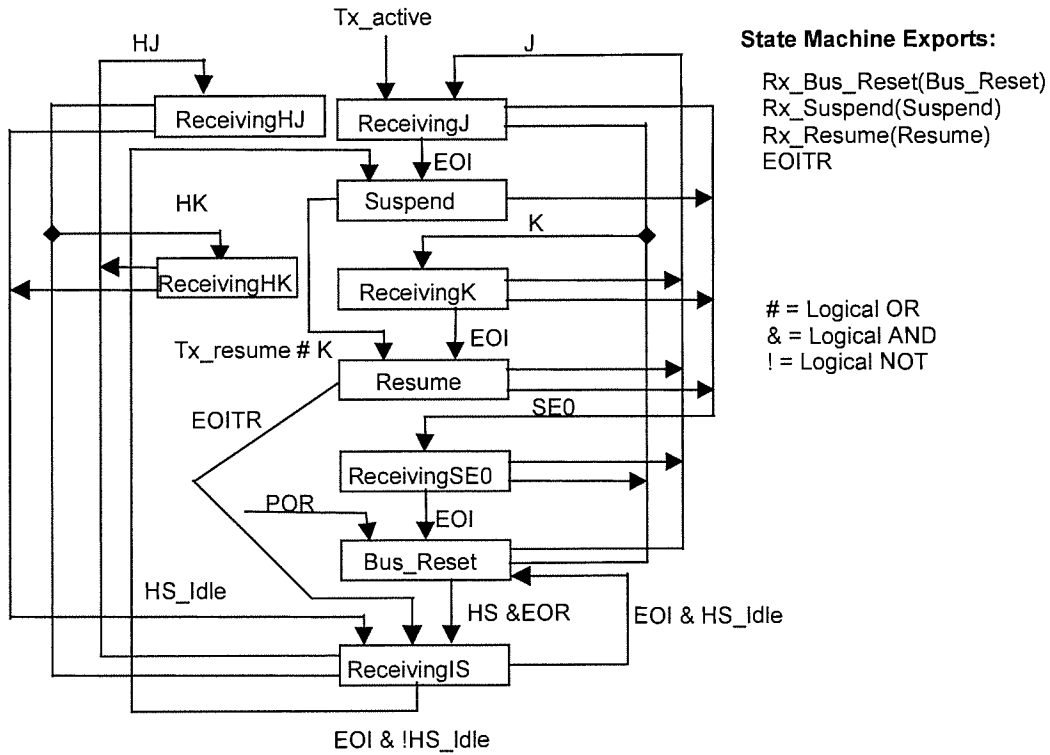 Tx_active
HJ
J
State Machine Exports:
Rx_Bus_Reset(Bus_Reset)
Rx_Suspend(Suspend)
Rx_Resume(Resume)
EOITR
ReceivingHJ
ReceivingJ
EOI
Suspend
HK
K
ReceivingHK
ReceivingK
# = Logical OR
& = Logical AND
! = Logical NOT
EOI
Tx_resume # K
Resume
EOITR
SE0
ReceivingSE0
POR
EOI
Bus_Reset
HS_Idle
HS &EOR
EOI & HS_Idle
ReceivingIS
EOI & !HS_Idle